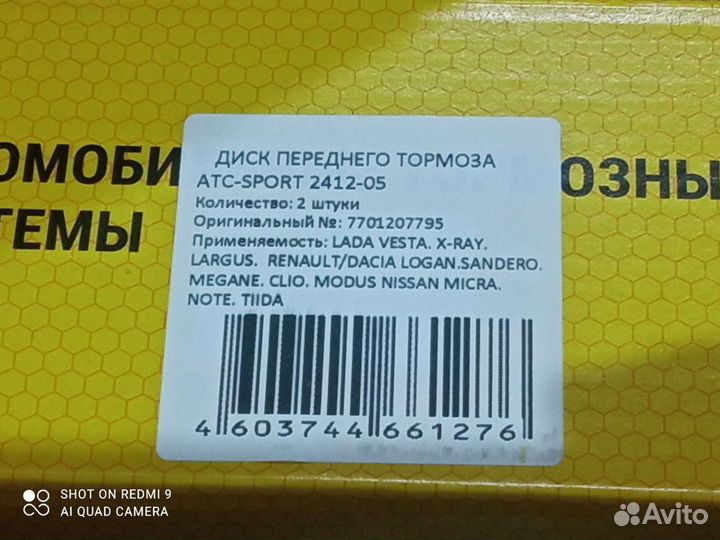 ДИСК ПЕРЕДНЕГО ТОРМОЗА
ATC-SPORT 2412-05
Количество: 2 штуки
Оригинальный №: 7701207795
Применяемость: LADA VESTA. X-RAY.
LARGUS. RENAULT/DACIA LOGAN.SANDERO.
MEGANE. CLIO. MODUS NISSAN MICRA.
NOTE. TIIDA
4 603744 661276
ОМОБИ ОЗНЫ
ТЕМЫ
SHOT ON REDMI 9
AI QUAD CAMERA
Avito